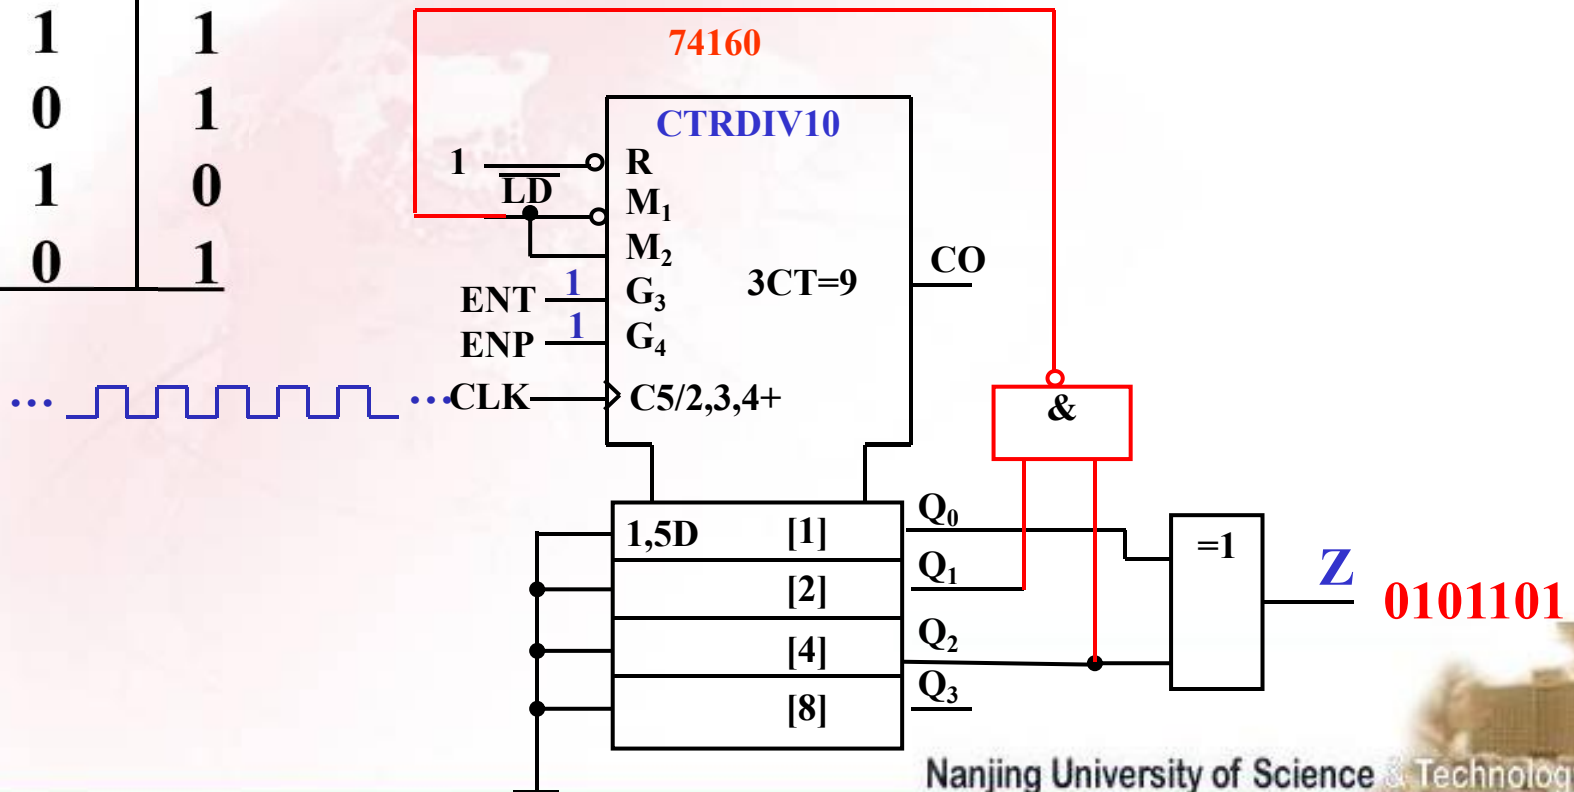 1 1
0 1
1 0
0 1
74160
CTRDIV10
1 R
LD M1
M2
ENT 1 G3
ENP 1 G4
3CT=9 CO
… …CLK C5/2,3,4+
&
1,5D [1] Q0
[2] Q1
[4] Q2
[8] Q3
=1
Z 0101101
Nanjing University of Science & Technolog